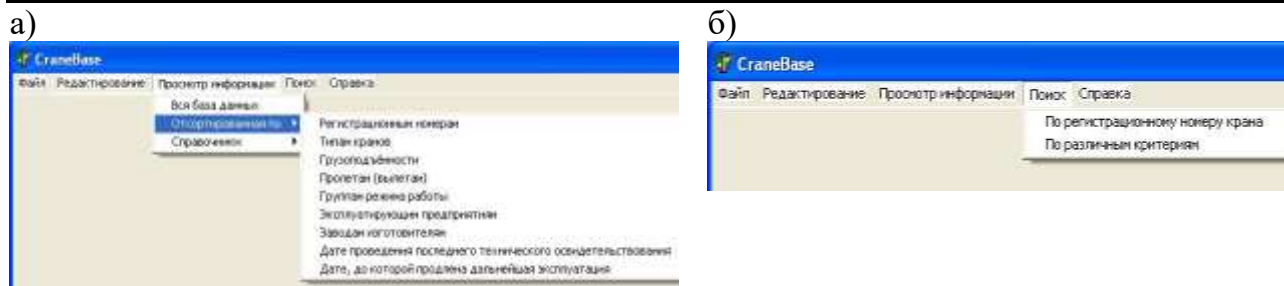 а)
CraneBase
Файл Редактирование Просмотр информации Поиск Справка
Вся база данных
Отсортированная по
Справочники
Регистрационным номерам
Типам кранов
Грузоподъёмности
Пролетам (вылетам)
Группам режима работы
Эксплуатирующим предприятиям
Заводам изготовителям
Дате проведения последнего технического освидетельствования
Дате, до которой продлена дальнейшая эксплуатация
б)
CraneBase
Файл Редактирование Просмотр информации Поиск Справка
По регистрационному номеру крана
По различным критериям